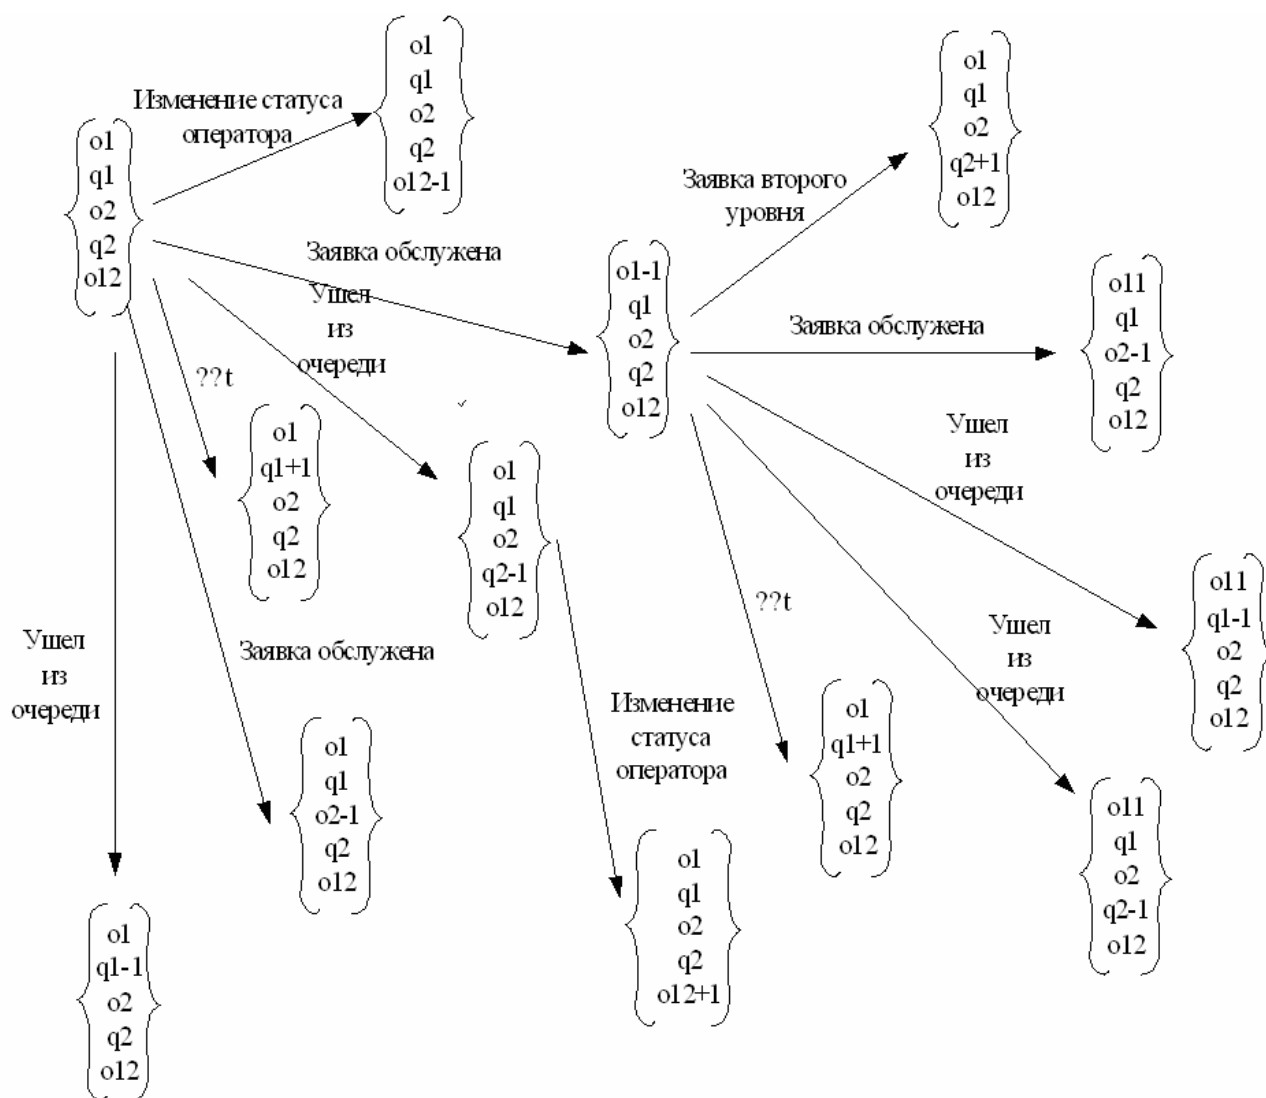 o1
q1
o2
q2
o12
Изменение статуса
оператора
o1
q1
o2
q2
o12-1
Заявка обслужена
o1-1
q1
o2
q2
o12
Заявка второго
уровня
o1
q1
o2
q2+1
o12
Заявка обслужена
o11
q1
o2-1
q2
o12
Ушел
из
очереди
o1
q1
o2
q2-1
o12
??t
o1
q1+1
o2
q2
o12
Заявка обслужена
o1
q1
o2-1
q2
o12
Ушел
из
очереди
o1
q1-1
o2
q2
o12
Изменение
статуса
оператора
o1
q1
o2
q2
o12+1
??t
o1
q1+1
o2
q2
o12
Ушел
из
очереди
o11
q1-1
o2
q2
o12
Ушел
из
очереди
o11
q1
o2
q2-1
o12